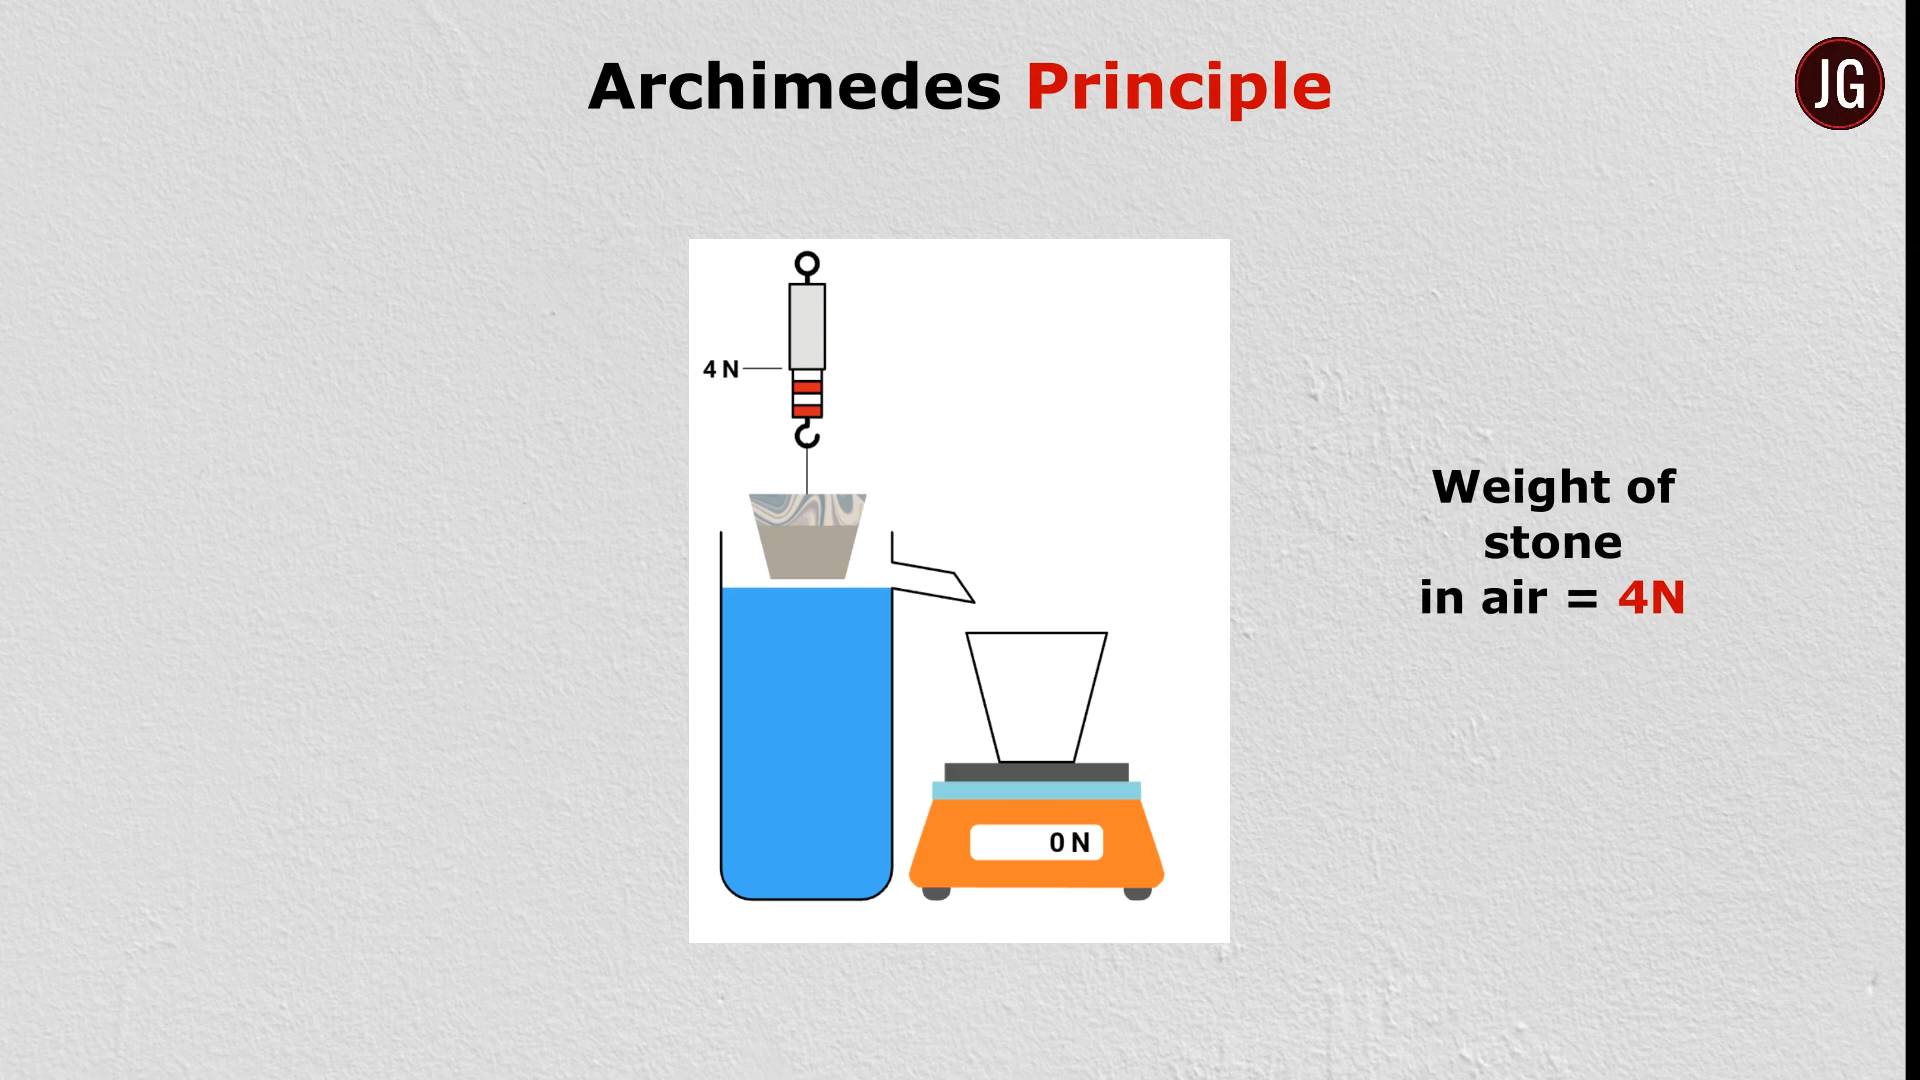 Archimedes Principle
JG
4 N
Weight of
stone
in air = 4N
0 N